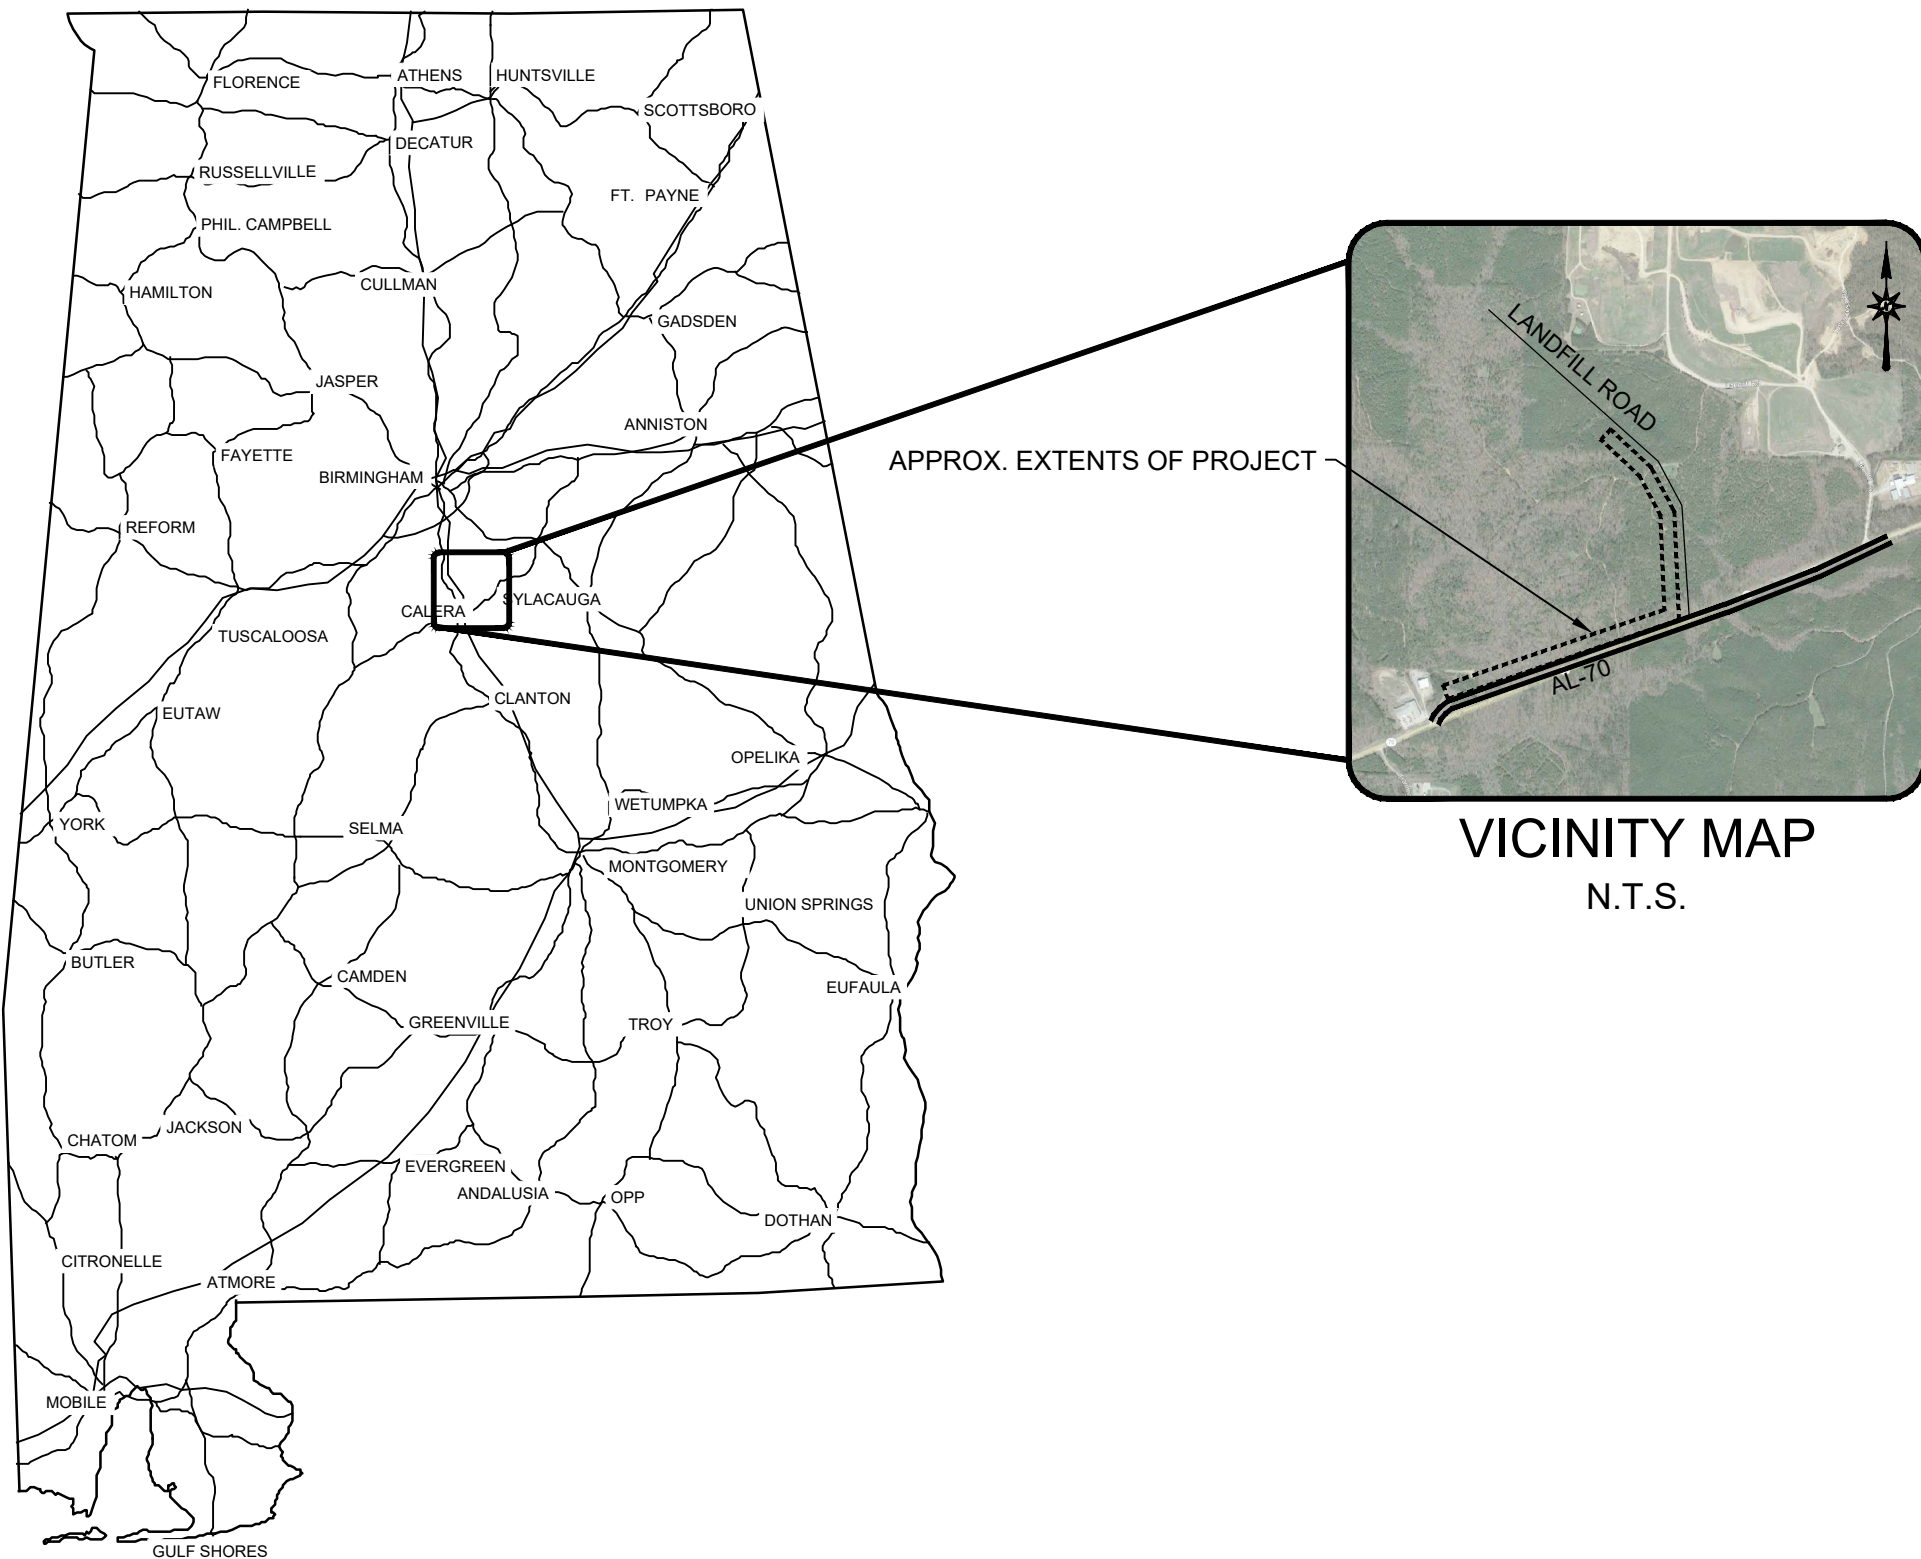 FLORENCE
ATHENS
HUNTSVILLE
SCOTTSBORO
DECATUR
RUSSELLVILLE
FT. PAYNE
PHIL. CAMPBELL
CULLMAN
HAMILTON
GADSDEN
JASPER
ANNISTON
FAYETTE
BIRMINGHAM
REFORM
CALERA
SYLACAUGA
TUSCALOOSA
CLANTON
EUTAW
OPELIKA
WETUMPKA
YORK
SELMA
MONTGOMERY
UNION SPRINGS
BUTLER
CAMDEN
EUFAULA
GREENVILLE
TROY
JACKSON
CHATOM
EVERGREEN
ANDALUSIA
OPP
DOTHAN
CITRONELLE
ATMORE
MOBILE
GULF SHORES
LANDFILL ROAD
APPROX. EXTENTS OF PROJECT
AL-70
VICINITY MAP
N.T.S.